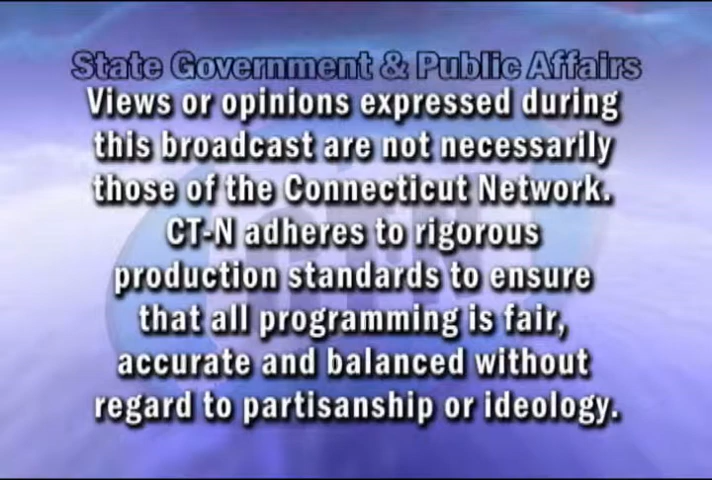 State Government & Public Affairs
Views or opinions expressed during
this broadcast are not necessarily
those of the Connecticut Network.
CT-N adheres to rigorous
production standards to ensure
that all programming is fair,
accurate and balanced without
regard to partisanship or ideology.